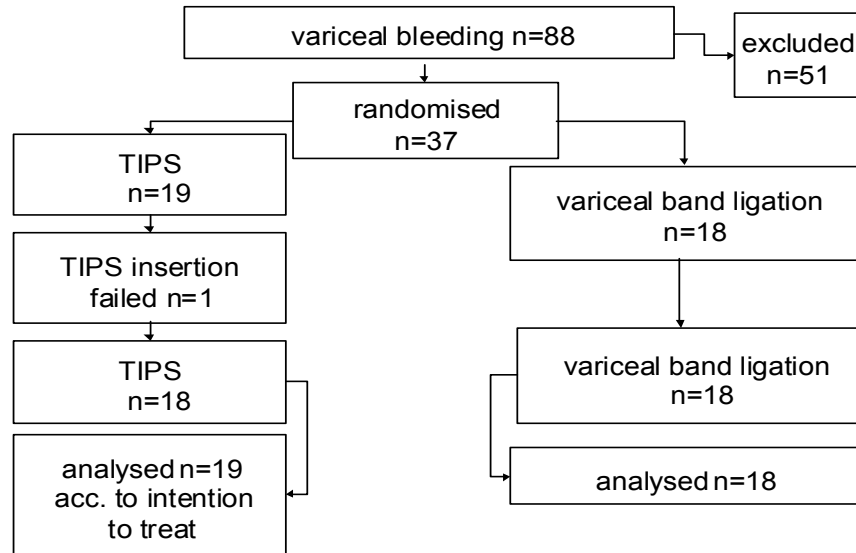 variceal bleeding n=88
excluded
n=51
randomised
n=37
TIPS
n=19
variceal band ligation
n=18
TIPS insertion
failed n=1
TIPS
n=18
variceal band ligation
n=18
analysed n=19
acc. to intention
to treat
analysed n=18